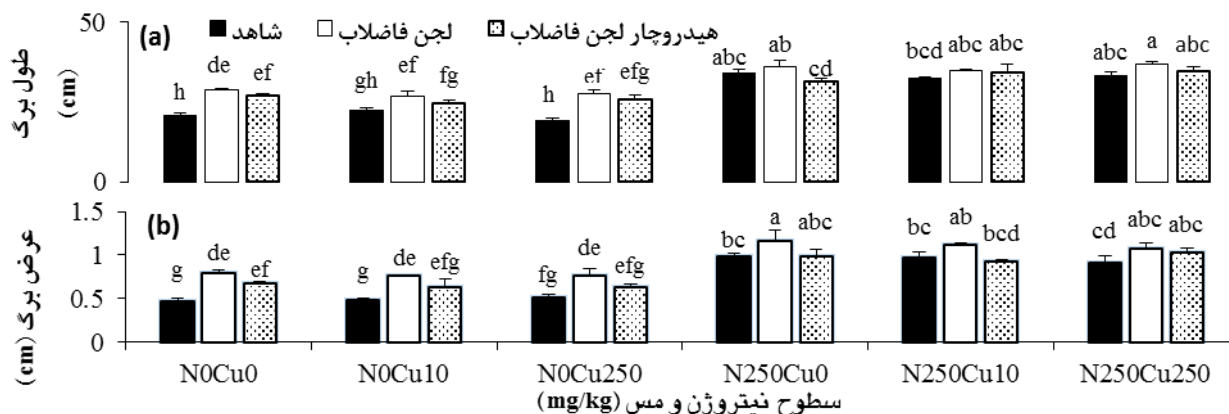 50
(a)
شاهد
لجن فاضلاب
هیدروچار لجن فاضلاب
طول برگ
(cm)
h de ef gh ef fg h ef efg abc ab cd bcd abc abc abc a abc
0
1.5
(b)
عرض برگ (cm)
g de ef g de efg fg de efg bc a abc bc ab bcd cd abc abc
1
0.5
0
N0Cu0 N0Cu10 N0Cu250 N250Cu0 N250Cu10 N250Cu250
سطوح نیتروژن و مس (mg/kg)